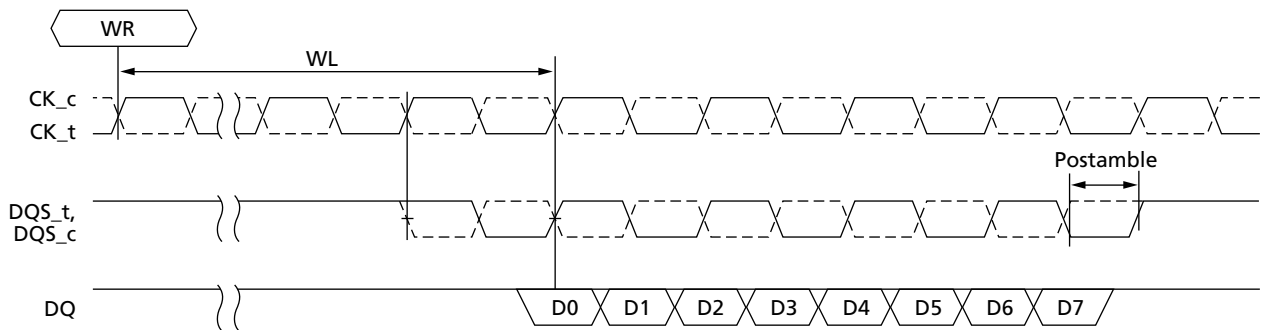 WR
WL
CK_c
CK_t
Postamble
DQS_t,
DQS_c
DQ
D0 D1 D2 D3 D4 D5 D6 D7